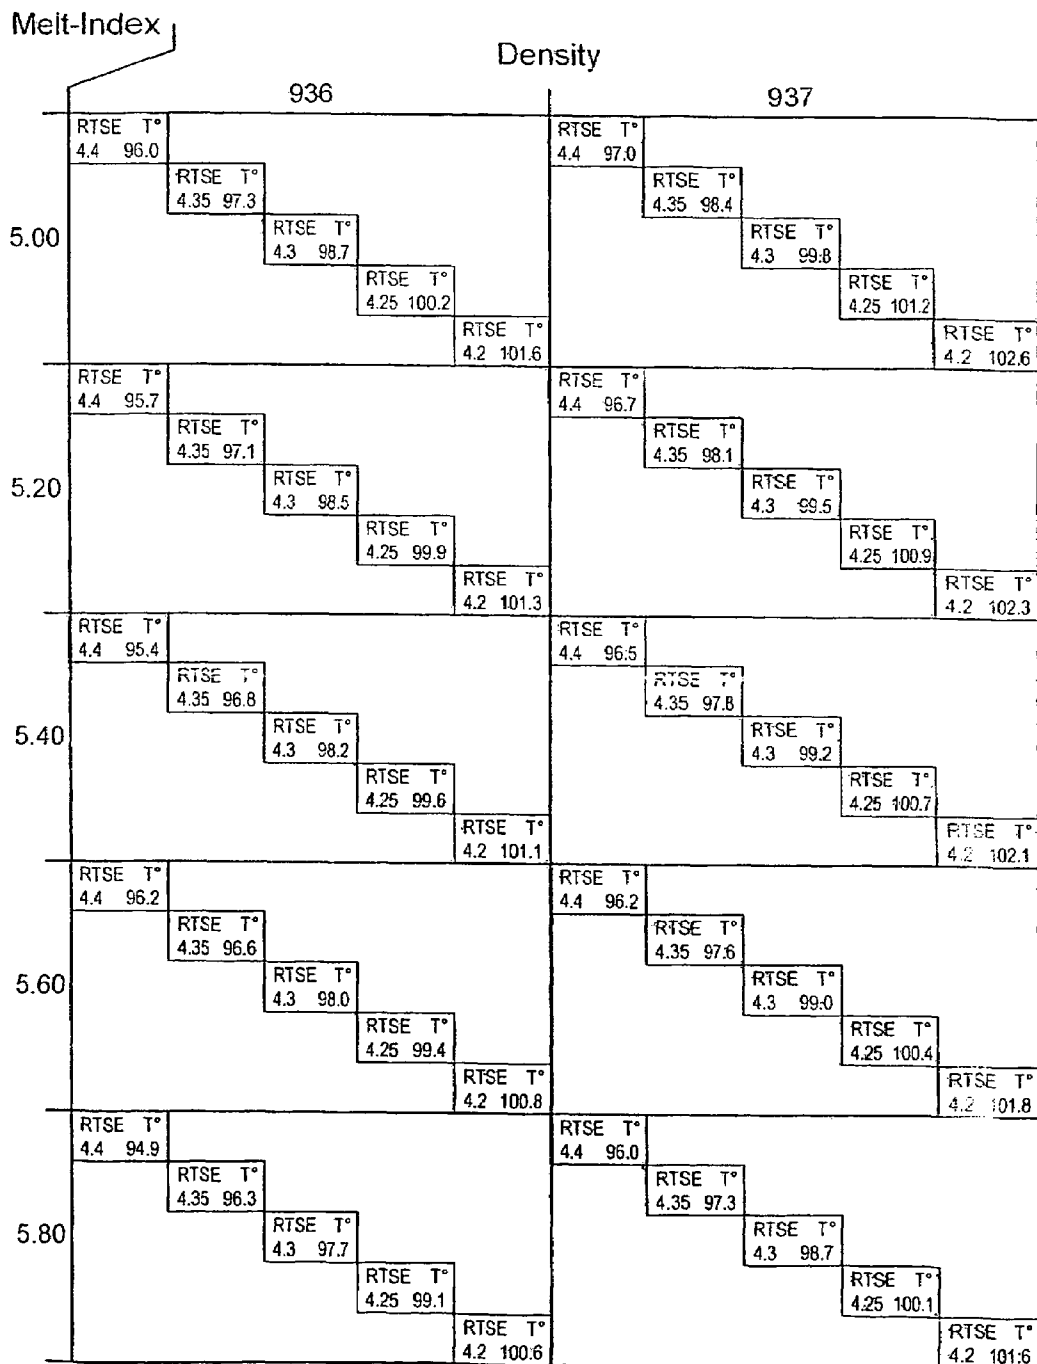 Melt-Index
Density
936 937
RTSE T° RTSE T°
4.4 96.0 4.4 97.0
RTSE T° RTSE T°
4.35 97.3 4.35 98.4
5.00
RTSE T° RTSE T°
4.3 98.7 4.3 99.8
RTSE T° RTSE T°
4.25 100.2 4.25 101.2
RTSE T° RTSE T°
4.2 101.6 4.2 102.6
RTSE T° RTSE T°
4.4 95.7 4.4 96.7
RTSE T° RTSE T°
4.35 97.1 4.35 98.1
5.20
RTSE T° RTSE T°
4.3 98.5 4.3 99.5
RTSE T° RTSE T°
4.25 99.9 4.25 100.9
RTSE T° RTSE T°
4.2 101.3 4.2 102.3
RTSE T° RTSE T°
4.4 95.4 4.4 96.5
RTSE T° RTSE T°
4.35 96.8 4.35 97.8
5.40
RTSE T° RTSE T°
4.3 98.2 4.3 99.2
RTSE T° RTSE T°
4.25 99.6 4.25 100.7
RTSE T° RTSE T°
4.2 101.1 4.2 102.1
RTSE T° RTSE T°
4.4 96.2 4.4 96.2
RTSE T° RTSE T°
4.35 96.6 4.35 97.6
5.60
RTSE T° RTSE T°
4.3 98.0 4.3 99.0
RTSE T° RTSE T°
4.25 99.4 4.25 100.4
RTSE T° RTSE T°
4.2 100.8 4.2 101.8
RTSE T° RTSE T°
4.4 94.9 4.4 96.0
RTSE T° RTSE T°
4.35 96.3 4.35 97.3
5.80
RTSE T° RTSE T°
4.3 97.7 4.3 98.7
RTSE T° RTSE T°
4.25 99.1 4.25 100.1
RTSE T° RTSE T°
4.2 100.6 4.2 101.6